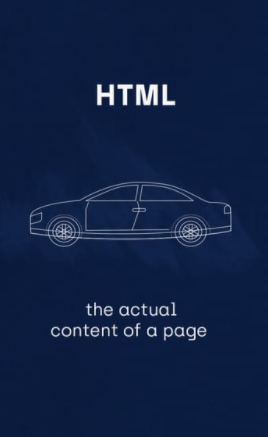 HTML
the actual
content of a page